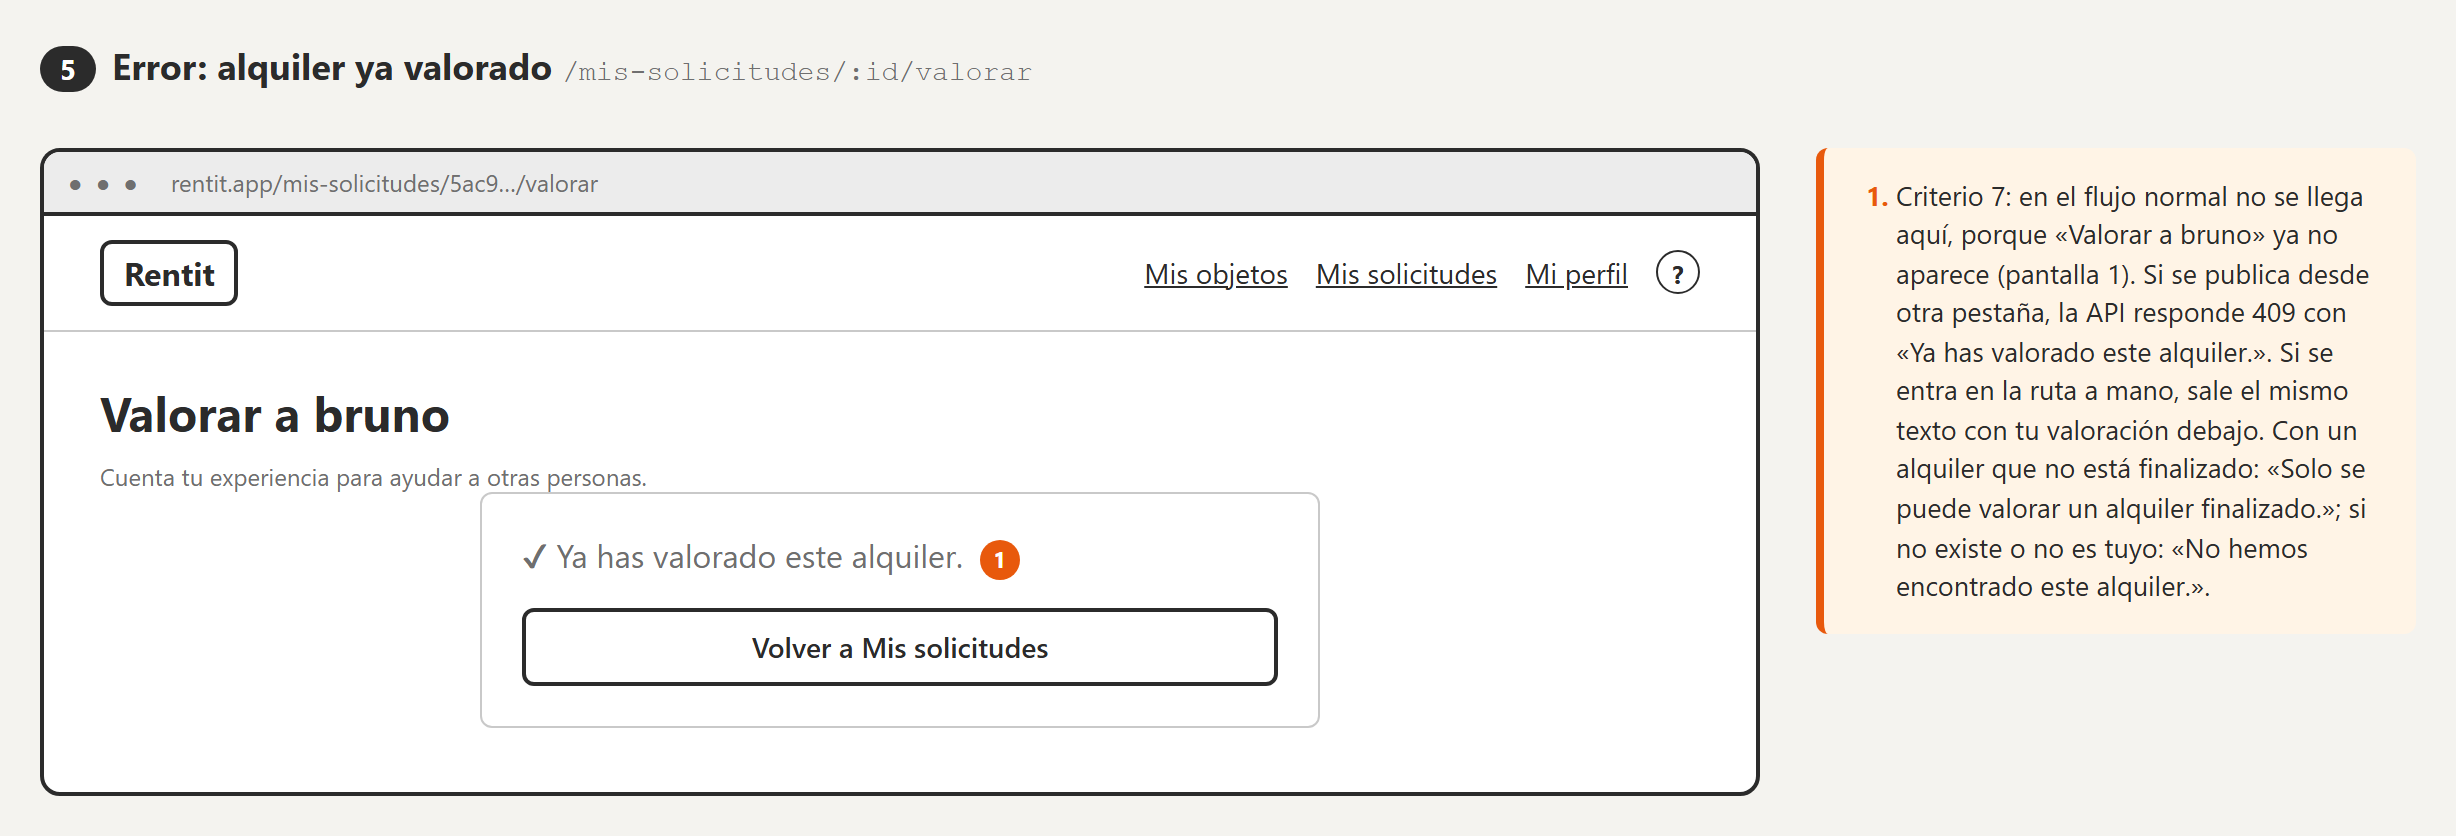 5 Error: alquiler ya valorado /mis-solicitudes/:id/valorar
rentit.app/mis-solicitudes/5ac9.../valorar
Rentit
Mis objetos Mis solicitudes Mi perfil ?
Valorar a bruno
Cuenta tu experiencia para ayudar a otras personas.
✓ Ya has valorado este alquiler. 1
Volver a Mis solicitudes
1. Criterio 7: en el flujo normal no se llega
aquí, porque «Valorar a bruno» ya no
aparece (pantalla 1). Si se publica desde
otra pestaña, la API responde 409 con
«Ya has valorado este alquiler.». Si se
entra en la ruta a mano, sale el mismo
texto con tu valoración debajo. Con un
alquiler que no está finalizado: «Solo se
puede valorar un alquiler finalizado.»; si
no existe o no es tuyo: «No hemos
encontrado este alquiler.».